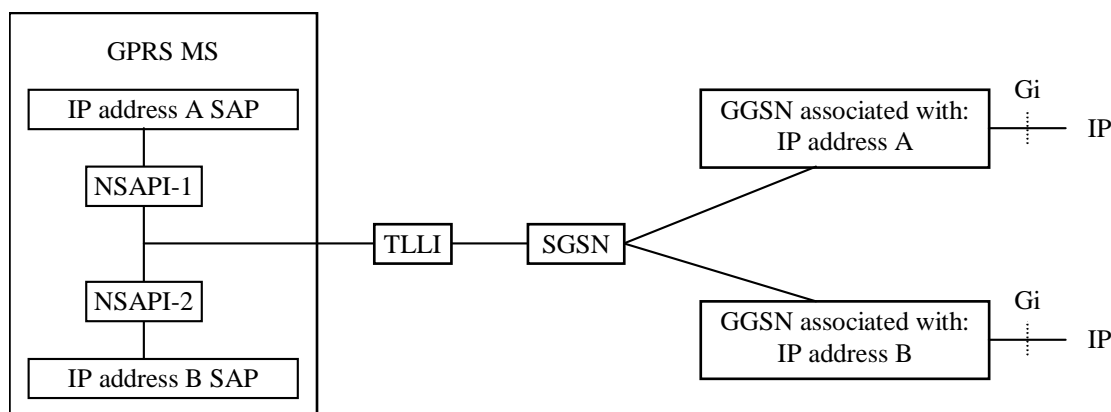 GPRS MS
IP address A SAP
NSAPI-1
NSAPI-2
IP address B SAP
TLLI
SGSN
GGSN associated with:
IP address A
Gi
IP
GGSN associated with:
IP address B
Gi
IP